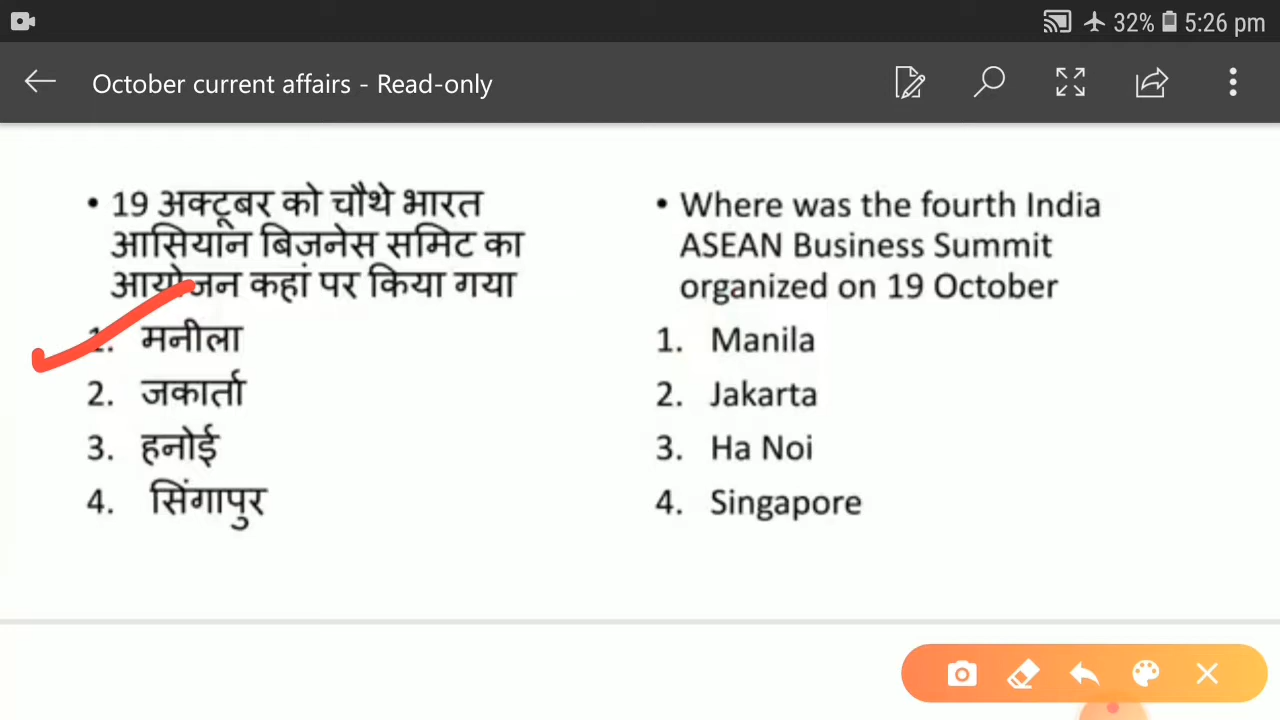 32% 5:26 pm
October current affairs - Read-only
• 19 अक्टूबर को चौथे भारत
आसियान बिज़नेस समिट का
आयोजन कहां पर किया गया
1. मनीला
2. जकार्ता
3. हनोई
4. सिंगापुर
• Where was the fourth India
ASEAN Business Summit
organized on 19 October
1. Manila
2. Jakarta
3. Ha Noi
4. Singapore